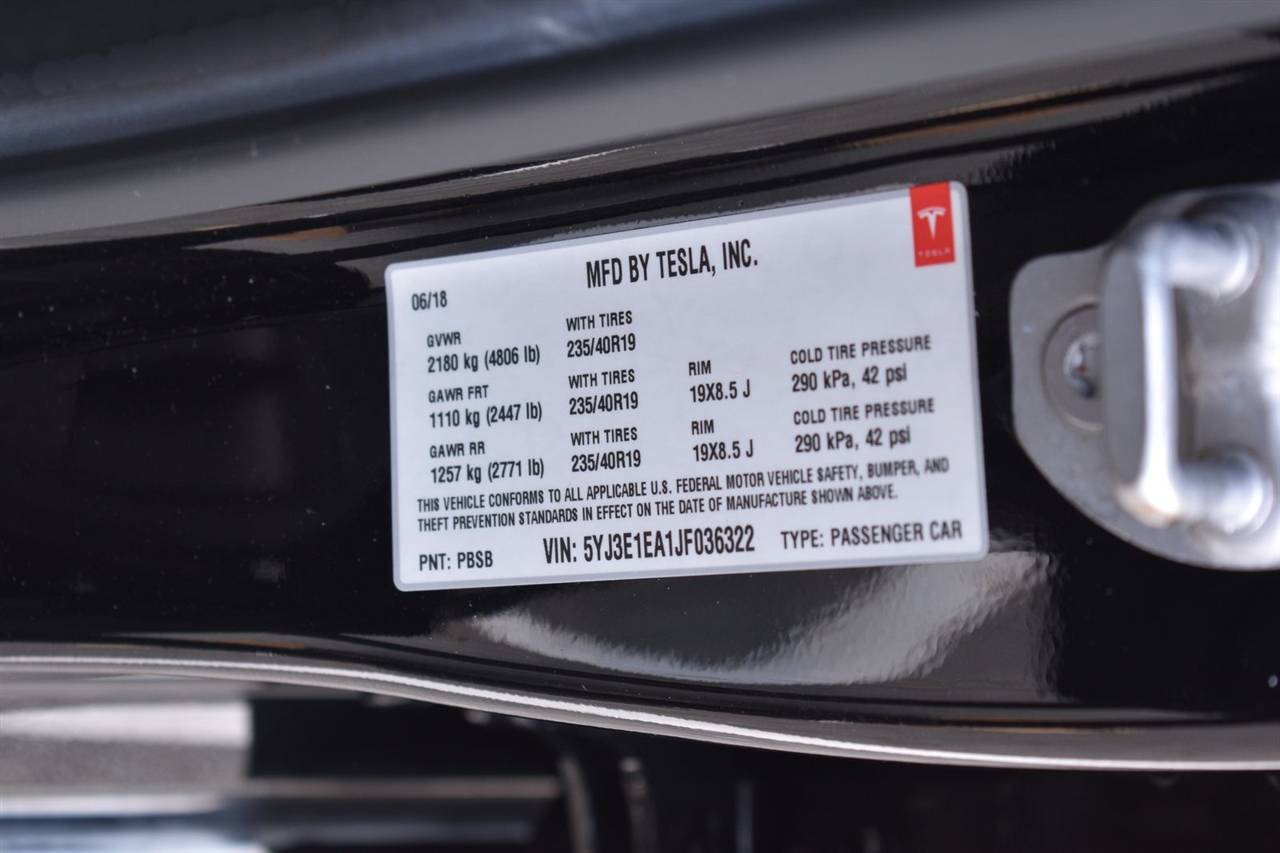 MFD BY TESLA, INC.
TESLA
06/18
GVWR
2180 kg (4806 lb)
WITH TIRES
235/40R19
GAWR FRT
1110 kg (2447 lb)
WITH TIRES
235/40R19
RIM
19X8.5 J
COLD TIRE PRESSURE
290 kPa, 42 psi
GAWR RR
1257 kg (2771 lb)
WITH TIRES
235/40R19
RIM
19X8.5 J
COLD TIRE PRESSURE
290 kPa, 42 psi
THIS VEHICLE CONFORMS TO ALL APPLICABLE U.S. FEDERAL MOTOR VEHICLE SAFETY, BUMPER, AND
THEFT PREVENTION STANDARDS IN EFFECT ON THE DATE OF MANUFACTURE SHOWN ABOVE.
PNT: PBSB VIN: 5YJ3E1EA1JF036322 TYPE: PASSENGER CAR